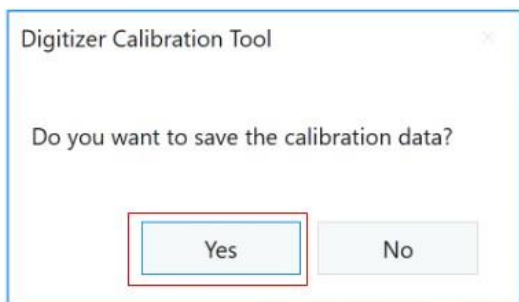 Digitizer Calibration Tool
Do you want to save the calibration data?
Yes No